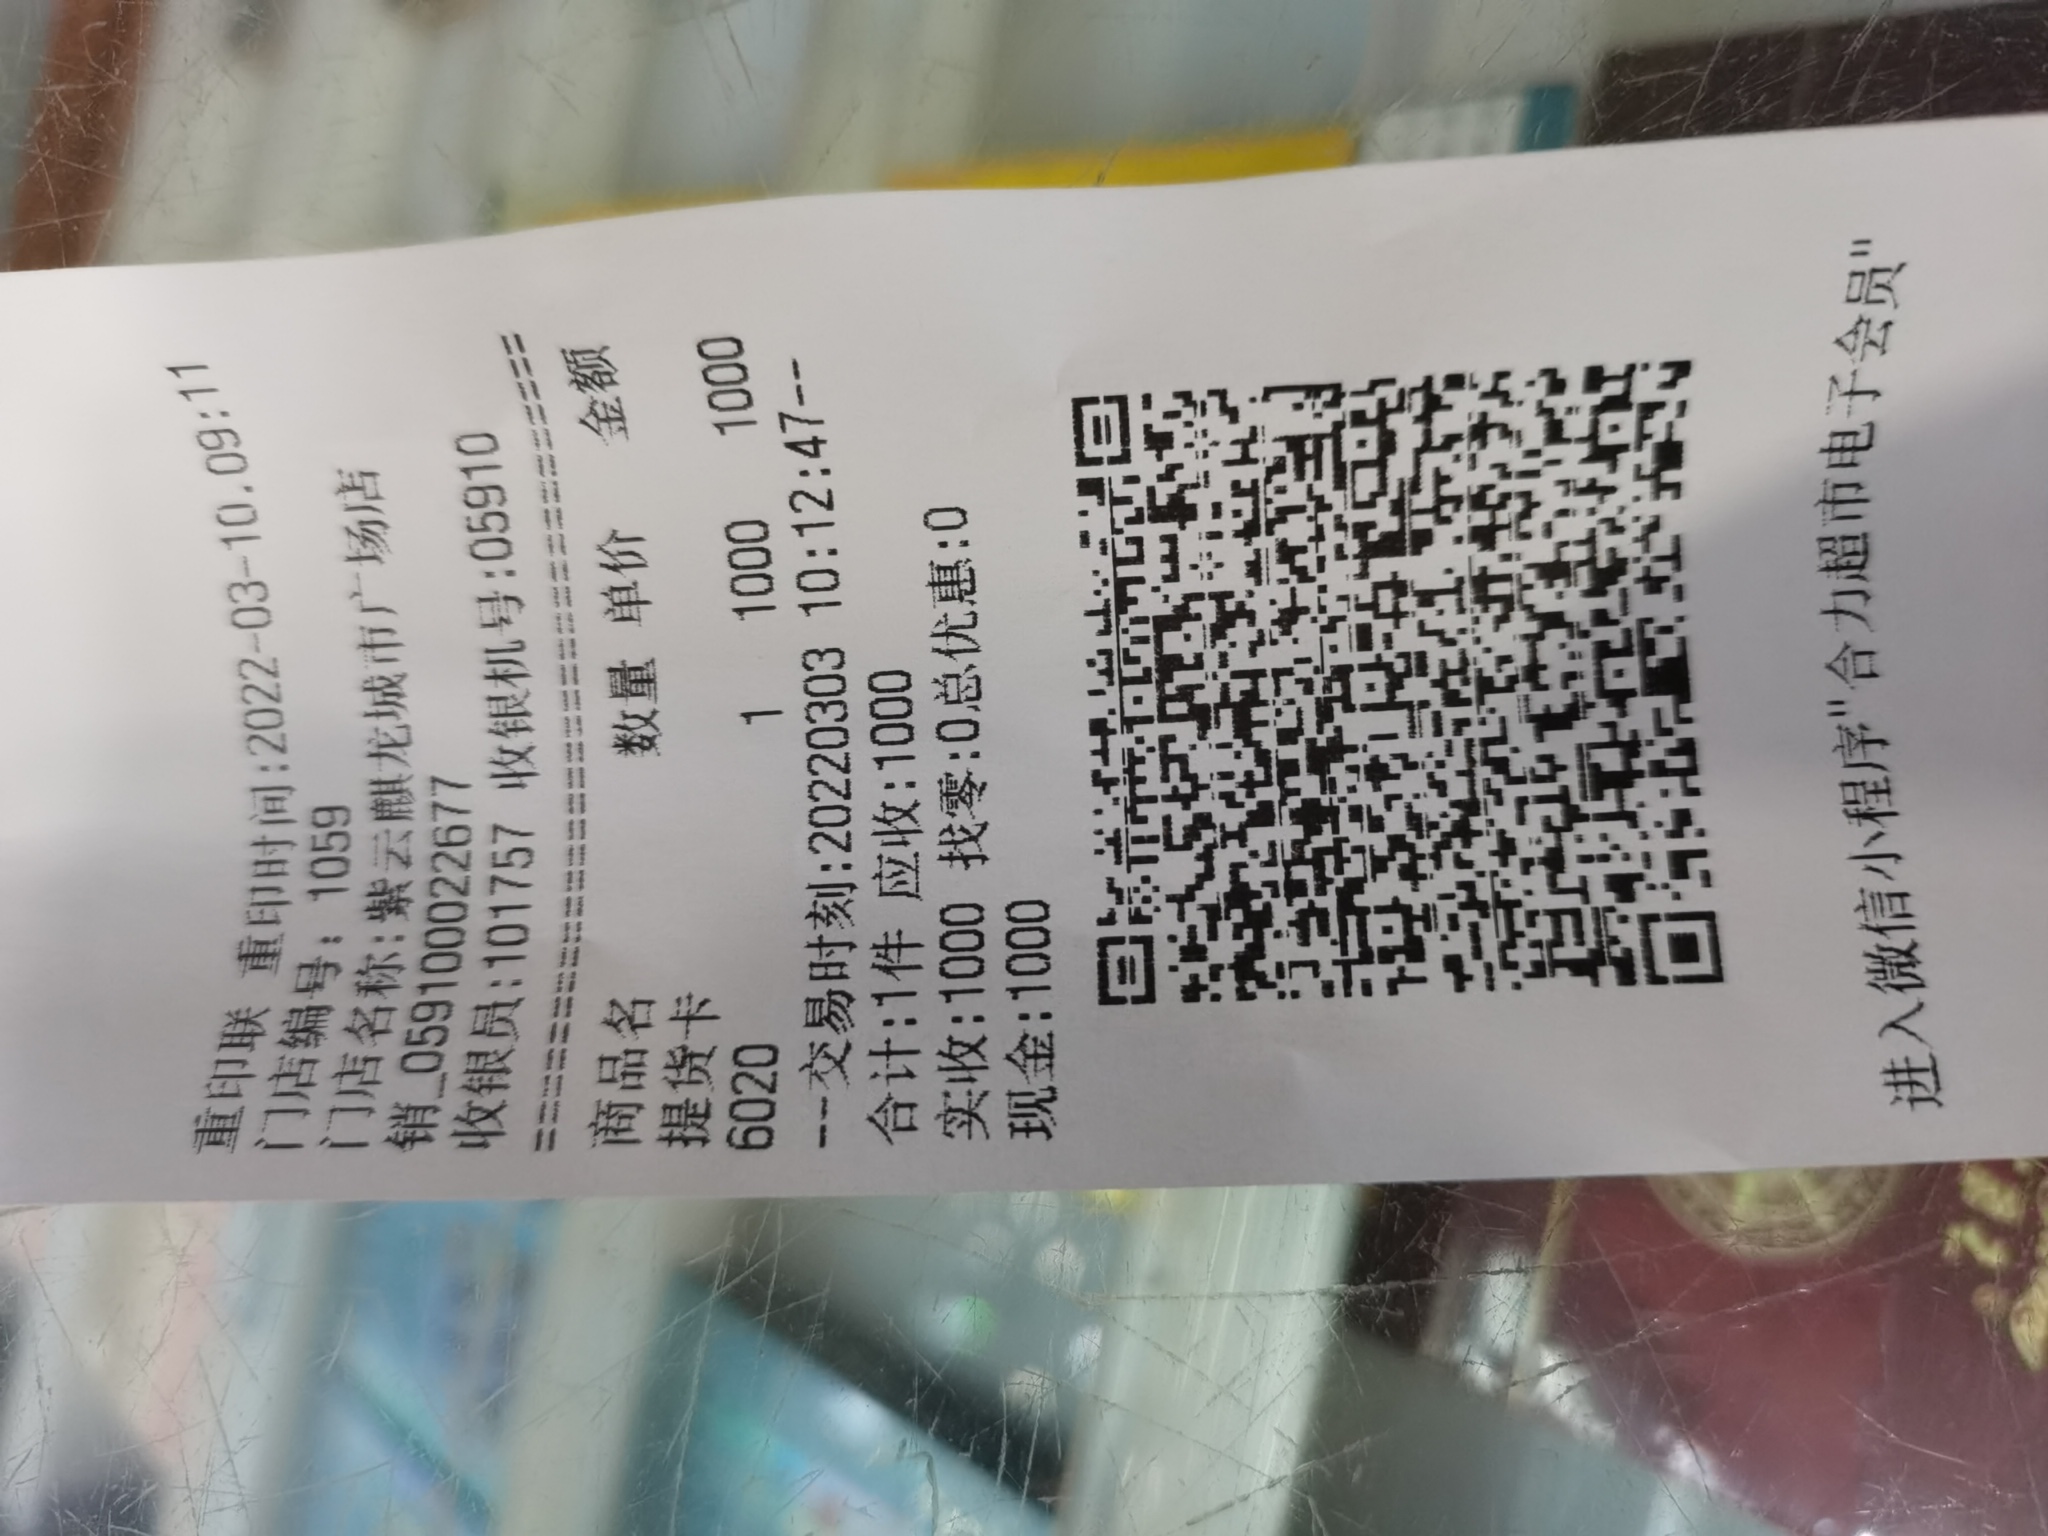 重印联 重印时间:2022-03-10.09:11
门店编号: 1059
门店名称:紫云麒龙城市广场店
销_0591000022677
收银员:101757 收银机号:05910
========================================
商品名 数量 单价 金额
提货卡
6020 1 1000 1000
--交易时刻:20220303 10:12:47--
合计:1件 应收:1000
实收:1000 找零:0总优惠:0
现金:1000
进入微信小程序"合力超市电子会员"